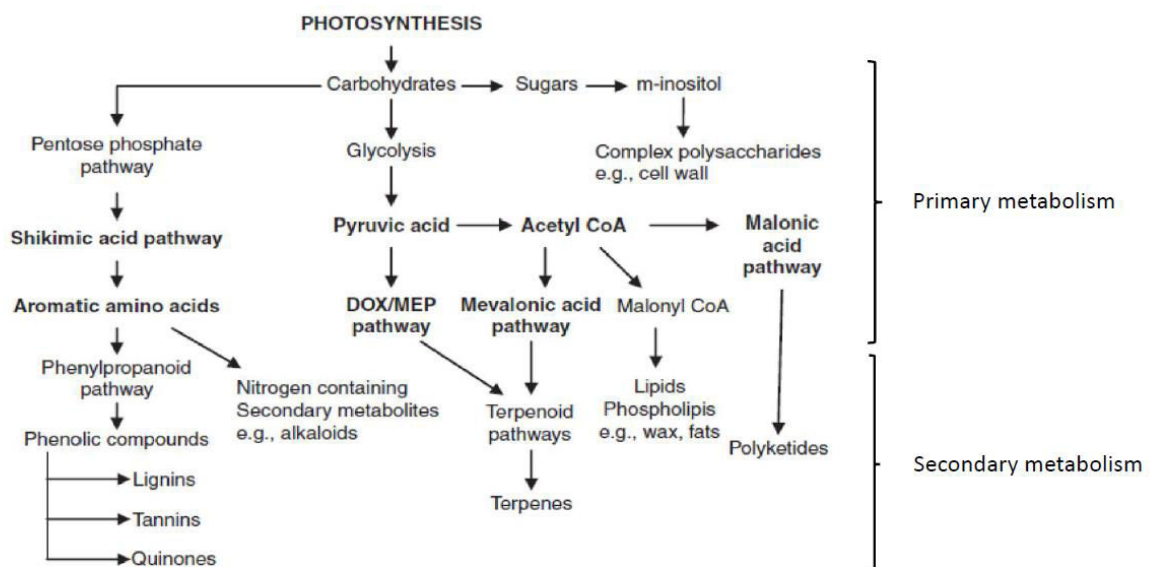 PHOTOSYNTHESIS
Carbohydrates
Sugars
m-inositol
Pentose phosphate
pathway
Glycolysis
Complex polysaccharides
e.g., cell wall
Primary metabolism
Shikimic acid pathway
Pyruvic acid
Acetyl CoA
Malonic
acid
pathway
Aromatic amino acids
DOX/MEP
pathway
Mevalonic acid
pathway
Malonyl CoA
Phenylpropanoid
pathway
Nitrogen containing
Secondary metabolites
e.g., alkaloids
Terpenoid
pathways
Lipids
Phospholipis
e.g., wax, fats
Polyketides
Secondary metabolism
Phenolic compounds
Lignins
Tannins
Quinones
Terpenes